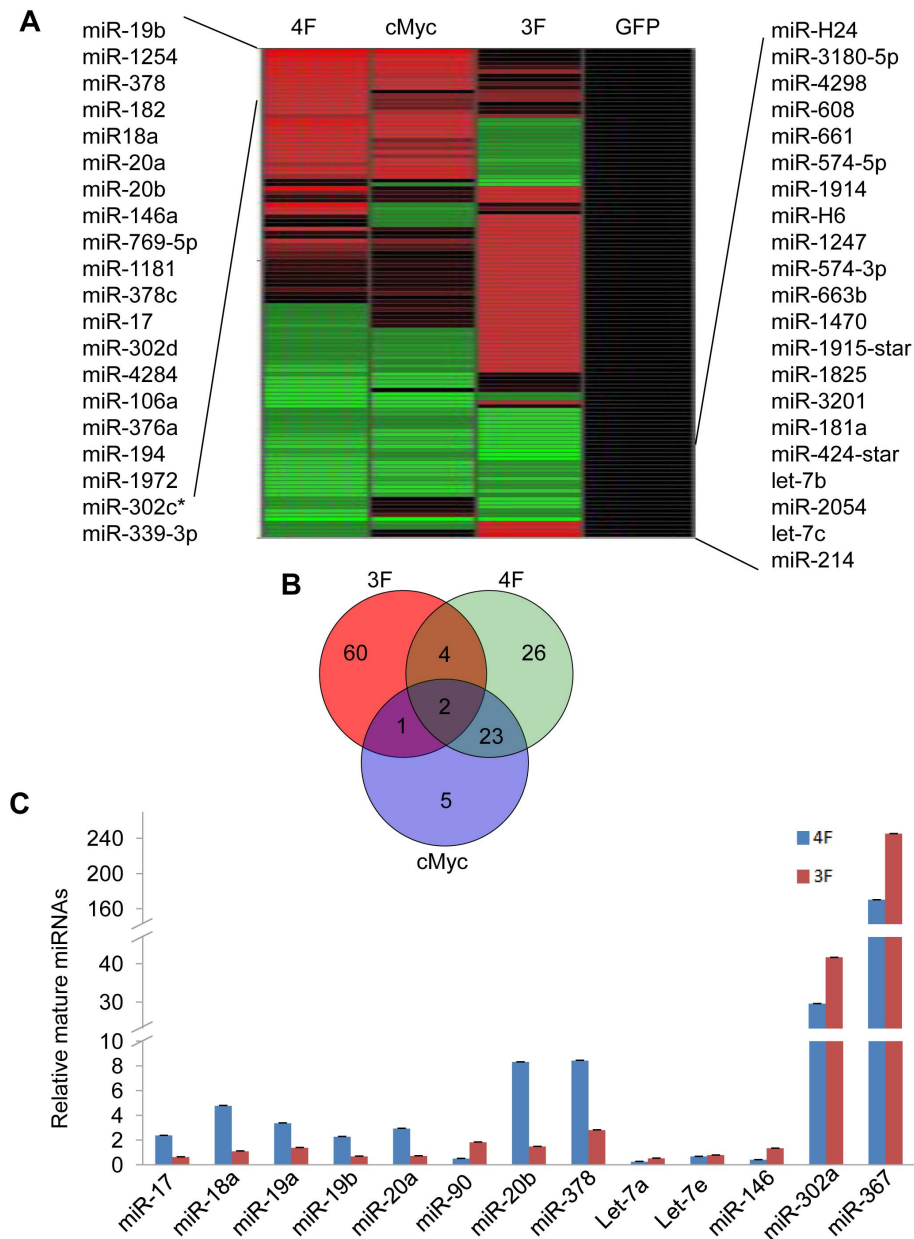 A
4F cMyc 3F GFP
miR-19b
miR-1254
miR-378
miR-182
miR18a
miR-20a
miR-20b
miR-146a
miR-769-5p
miR-1181
miR-378c
miR-17
miR-302d
miR-4284
miR-106a
miR-376a
miR-194
miR-1972
miR-302c*
miR-339-3p
miR-H24
miR-3180-5p
miR-4298
miR-608
miR-661
miR-574-5p
miR-1914
miR-H6
miR-1247
miR-574-3p
miR-663b
miR-1470
miR-1915-star
miR-1825
miR-3201
miR-181a
miR-424-star
let-7b
miR-2054
let-7c
miR-214
B
3F 4F
60 4 26
2
1 23
5
cMyc
C
Relative mature miRNAs
240
200
160
40
30
10
8
6
4
2
0
4F
3F
miR-17 miR-18a miR-19a miR-19b miR-20a miR-90 miR-20b miR-378 Let-7a Let-7e miR-146 miR-302a miR-367